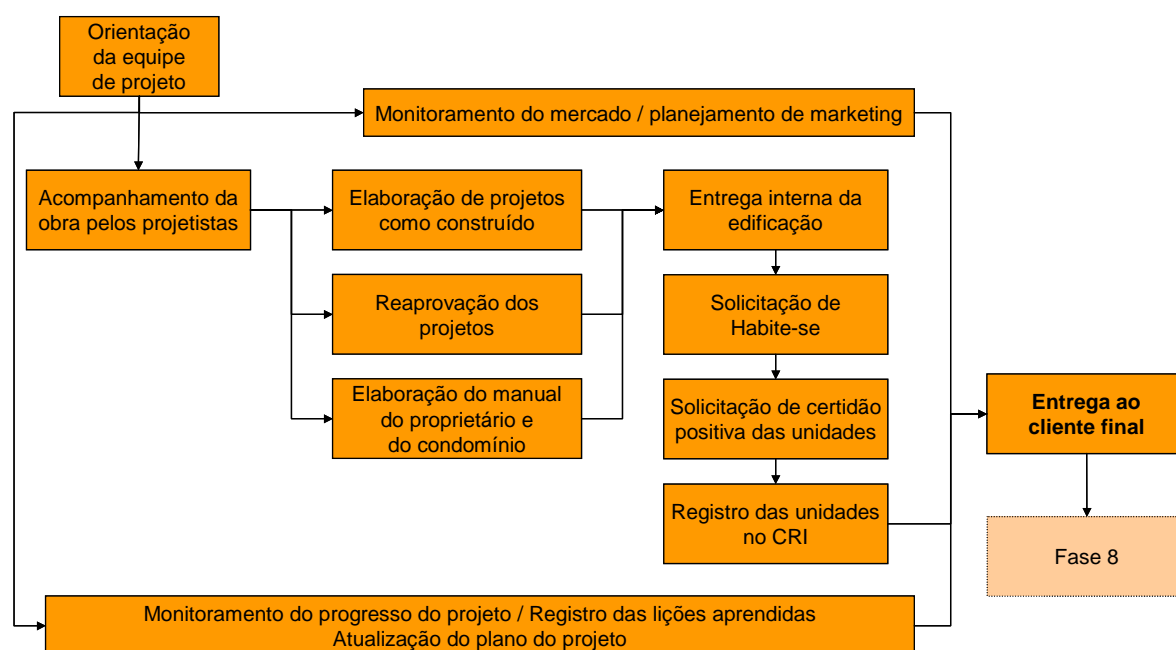 Orientação
da equipe
de projeto
Monitoramento do mercado / planejamento de marketing
Acompanhamento da
obra pelos projetistas
Elaboração de projetos
como construído
Entrega interna da
edificação
Reaprovação dos
projetos
Solicitação de
Habite-se
Elaboração do manual
do proprietário e
do condomínio
Solicitação de certidão
positiva das unidades
Entrega ao
cliente final
Registro das unidades
no CRI
Fase 8
Monitoramento do progresso do projeto / Registro das lições aprendidas
Atualização do plano do projeto